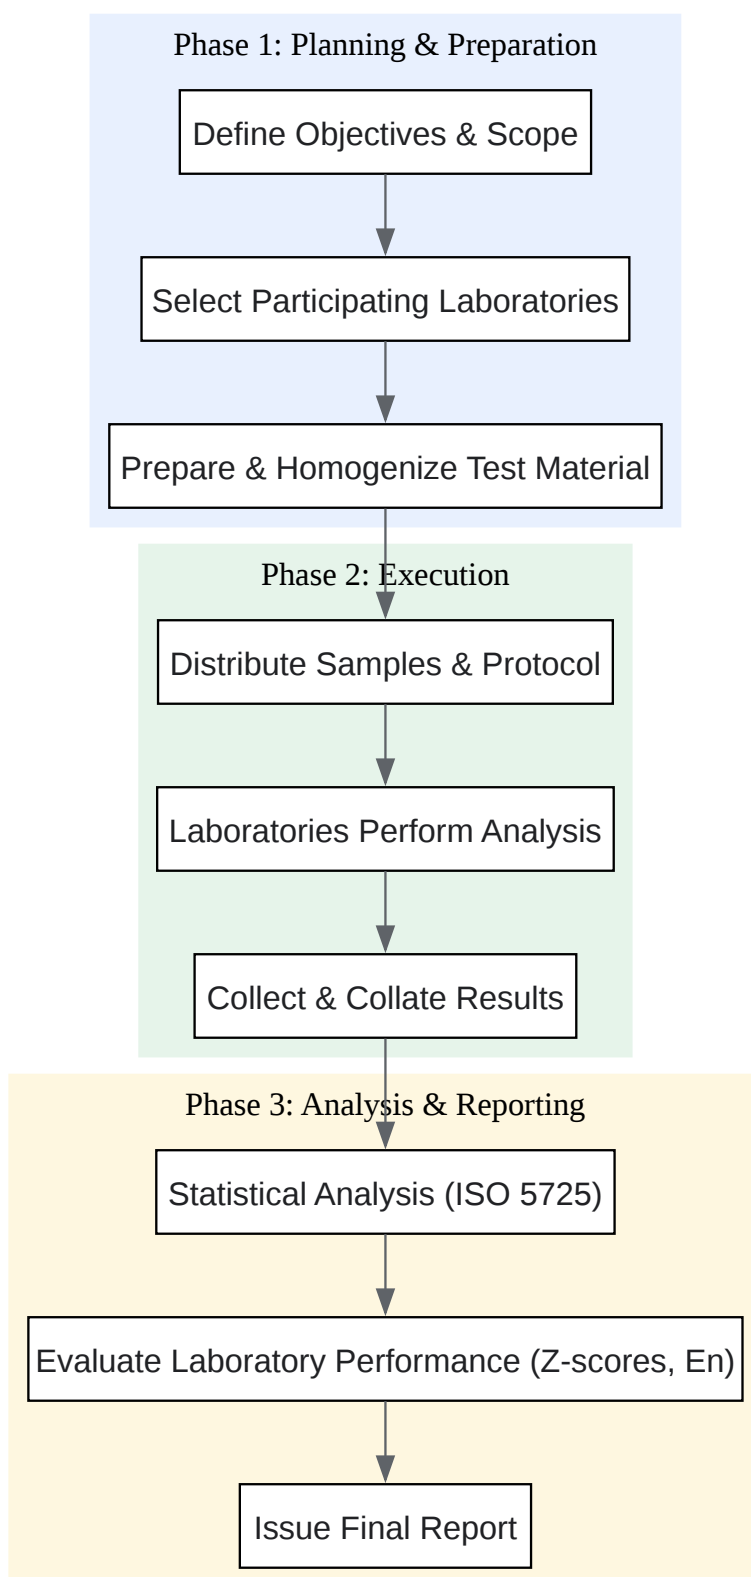 Phase 1: Planning & Preparation
Define Objectives & Scope
Select Participating Laboratories
Prepare & Homogenize Test Material
Phase 2: Execution
Distribute Samples & Protocol
Laboratories Perform Analysis
Collect & Collate Results
Phase 3: Analysis & Reporting
Statistical Analysis (ISO 5725)
Evaluate Laboratory Performance (Z-scores, En)
Issue Final Report